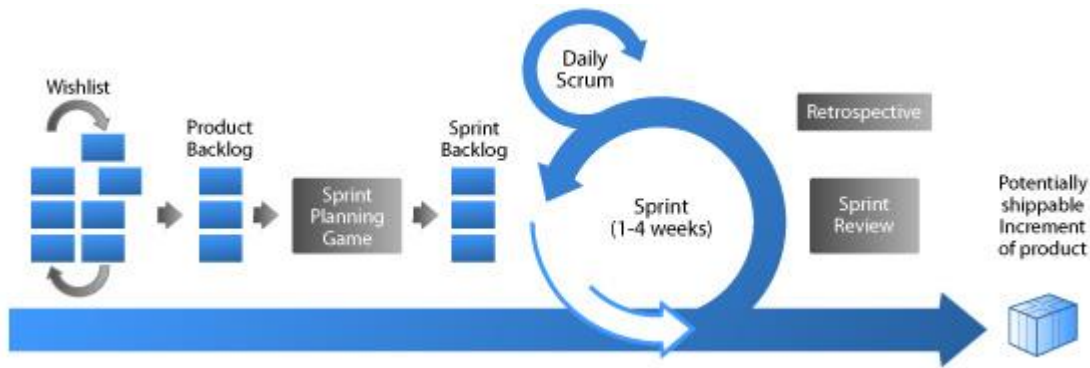 Wishlist
Product
Backlog
Sprint
Planning
Game
Sprint
Backlog
Daily
Scrum
Sprint
(1-4 weeks)
Retrospective
Sprint
Review
Potentially
shippable
Increment
of product